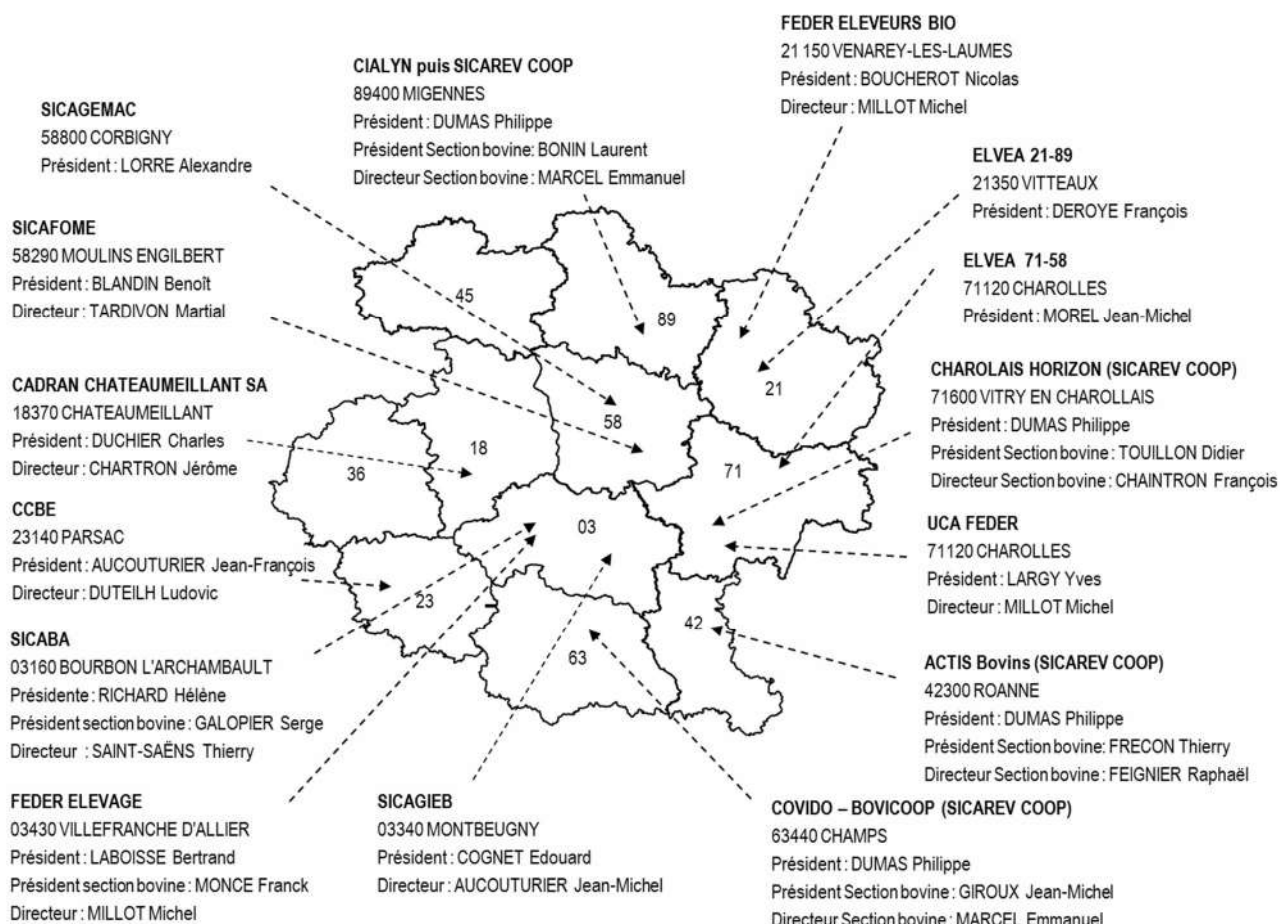 FEDER ELEVEURS BIO
21 150 VENAREY-LES-LAUMES
Président : BOUCHEROT Nicolas
Directeur : MILLOT Michel
CIALYN puis SICAREV COOP
89400 MIGENNES
Président : DUMAS Philippe
Président Section bovine: BONIN Laurent
Directeur Section bovine: MARCEL Emmanuel
SICAGEMAC
58800 CORBIGNY
Président : LORRE Alexandre
ELVEA 21-89
21350 VITTEAUX
Président : DEROYE François
SICAFOME
58290 MOULINS ENGILBERT
Président : BLANDIN Benoît
Directeur : TARDIVON Martial
ELVEA 71-58
71120 CHAROLLES
Président : MOREL Jean-Michel
CHAROLAIS HORIZON (SICAREV COOP)
71600 VITRY EN CHAROLLAIS
Président : DUMAS Philippe
Président Section bovine : TOUILLON Didier
Directeur Section bovine : CHAINTRON François
CADRAN CHATEAUMEILLANT SA
18370 CHATEAUMEILLANT
Président : DUCHIER Charles
Directeur : CHARTRON Jérôme
CCBE
23140 PARSAC
Président : AUCOUTURIER Jean-François
Directeur : DUTEILH Ludovic
UCA FEDER
71120 CHAROLLES
Président : LARGY Yves
Directeur : MILLOT Michel
45
89
21
58
18
36
71
03
23
42
63
SICABA
03160 BOURBON L'ARCHAMBAULT
Présidente : RICHARD Hélène
Président section bovine : GALOPIER Serge
Directeur : SAINT-SAËNS Thierry
ACTIS Bovins (SICAREV COOP)
42300 ROANNE
Président : DUMAS Philippe
Président Section bovine: FRECON Thierry
Directeur Section bovine: FEIGNIER Raphaël
FEDER ELEVAGE
03430 VILLEFRANCHE D'ALLIER
Président : LABOISSE Bertrand
Président section bovine : MONCE Franck
Directeur : MILLOT Michel
SICAGIEB
03340 MONTBEUGNY
Président : COGNET Edouard
Directeur : AUCOUTURIER Jean-Michel
COVIDO – BOVICOOP (SICAREV COOP)
63440 CHAMPS
Président : DUMAS Philippe
Président Section bovine : GIROUX Jean-Michel
Directeur Section bovine : MARCEL Emmanuel